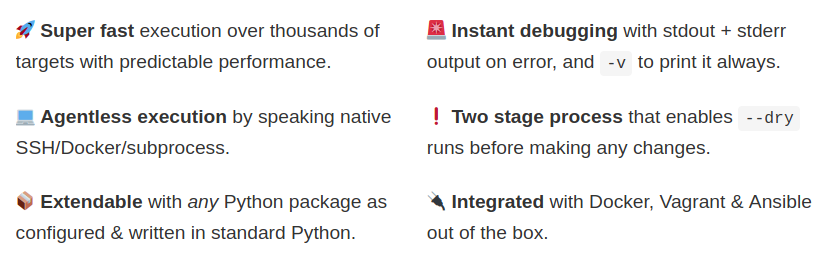 🚀 Super fast execution over thousands of
targets with predictable performance.
💻 Agentless execution by speaking native
SSH/Docker/subprocess.
📦 Extendable with any Python package as
configured & written in standard Python.
🚨 Instant debugging with stdout + stderr
output on error, and -v to print it always.
❗ Two stage process that enables --dry
runs before making any changes.
🔌 Integrated with Docker, Vagrant & Ansible
out of the box.